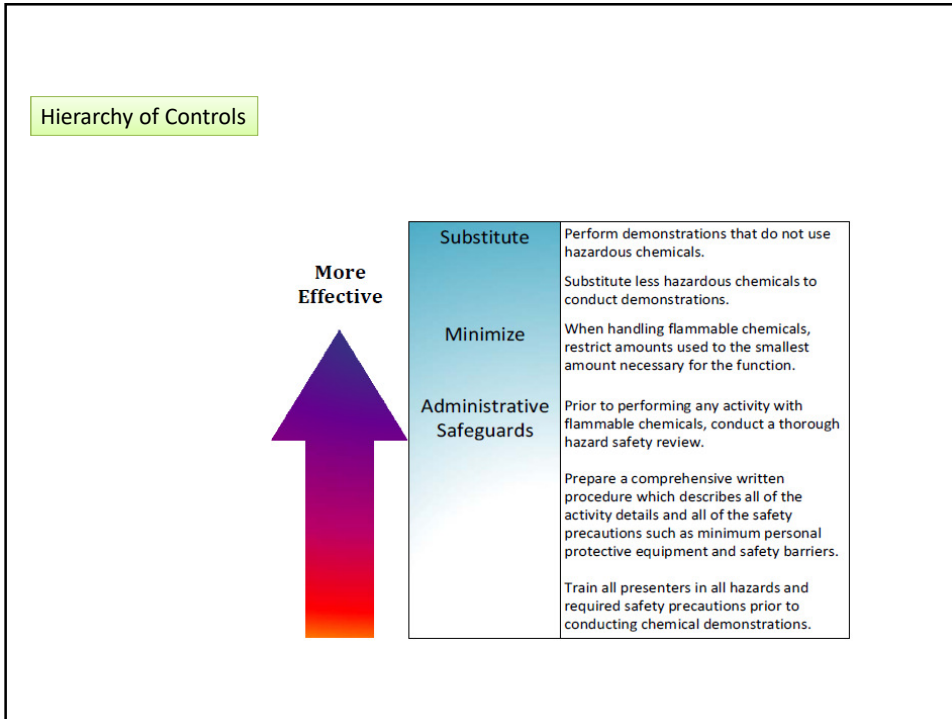 Hierarchy of Controls
More
Effective
Substitute
Perform demonstrations that do not use
hazardous chemicals.
Substitute less hazardous chemicals to
conduct demonstrations.
Minimize
When handling flammable chemicals,
restrict amounts used to the smallest
amount necessary for the function.
Administrative
Safeguards
Prior to performing any activity with
flammable chemicals, conduct a thorough
hazard safety review.
Prepare a comprehensive written
procedure which describes all of the
activity details and all of the safety
precautions such as minimum personal
protective equipment and safety barriers.
Train all presenters in all hazards and
required safety precautions prior to
conducting chemical demonstrations.